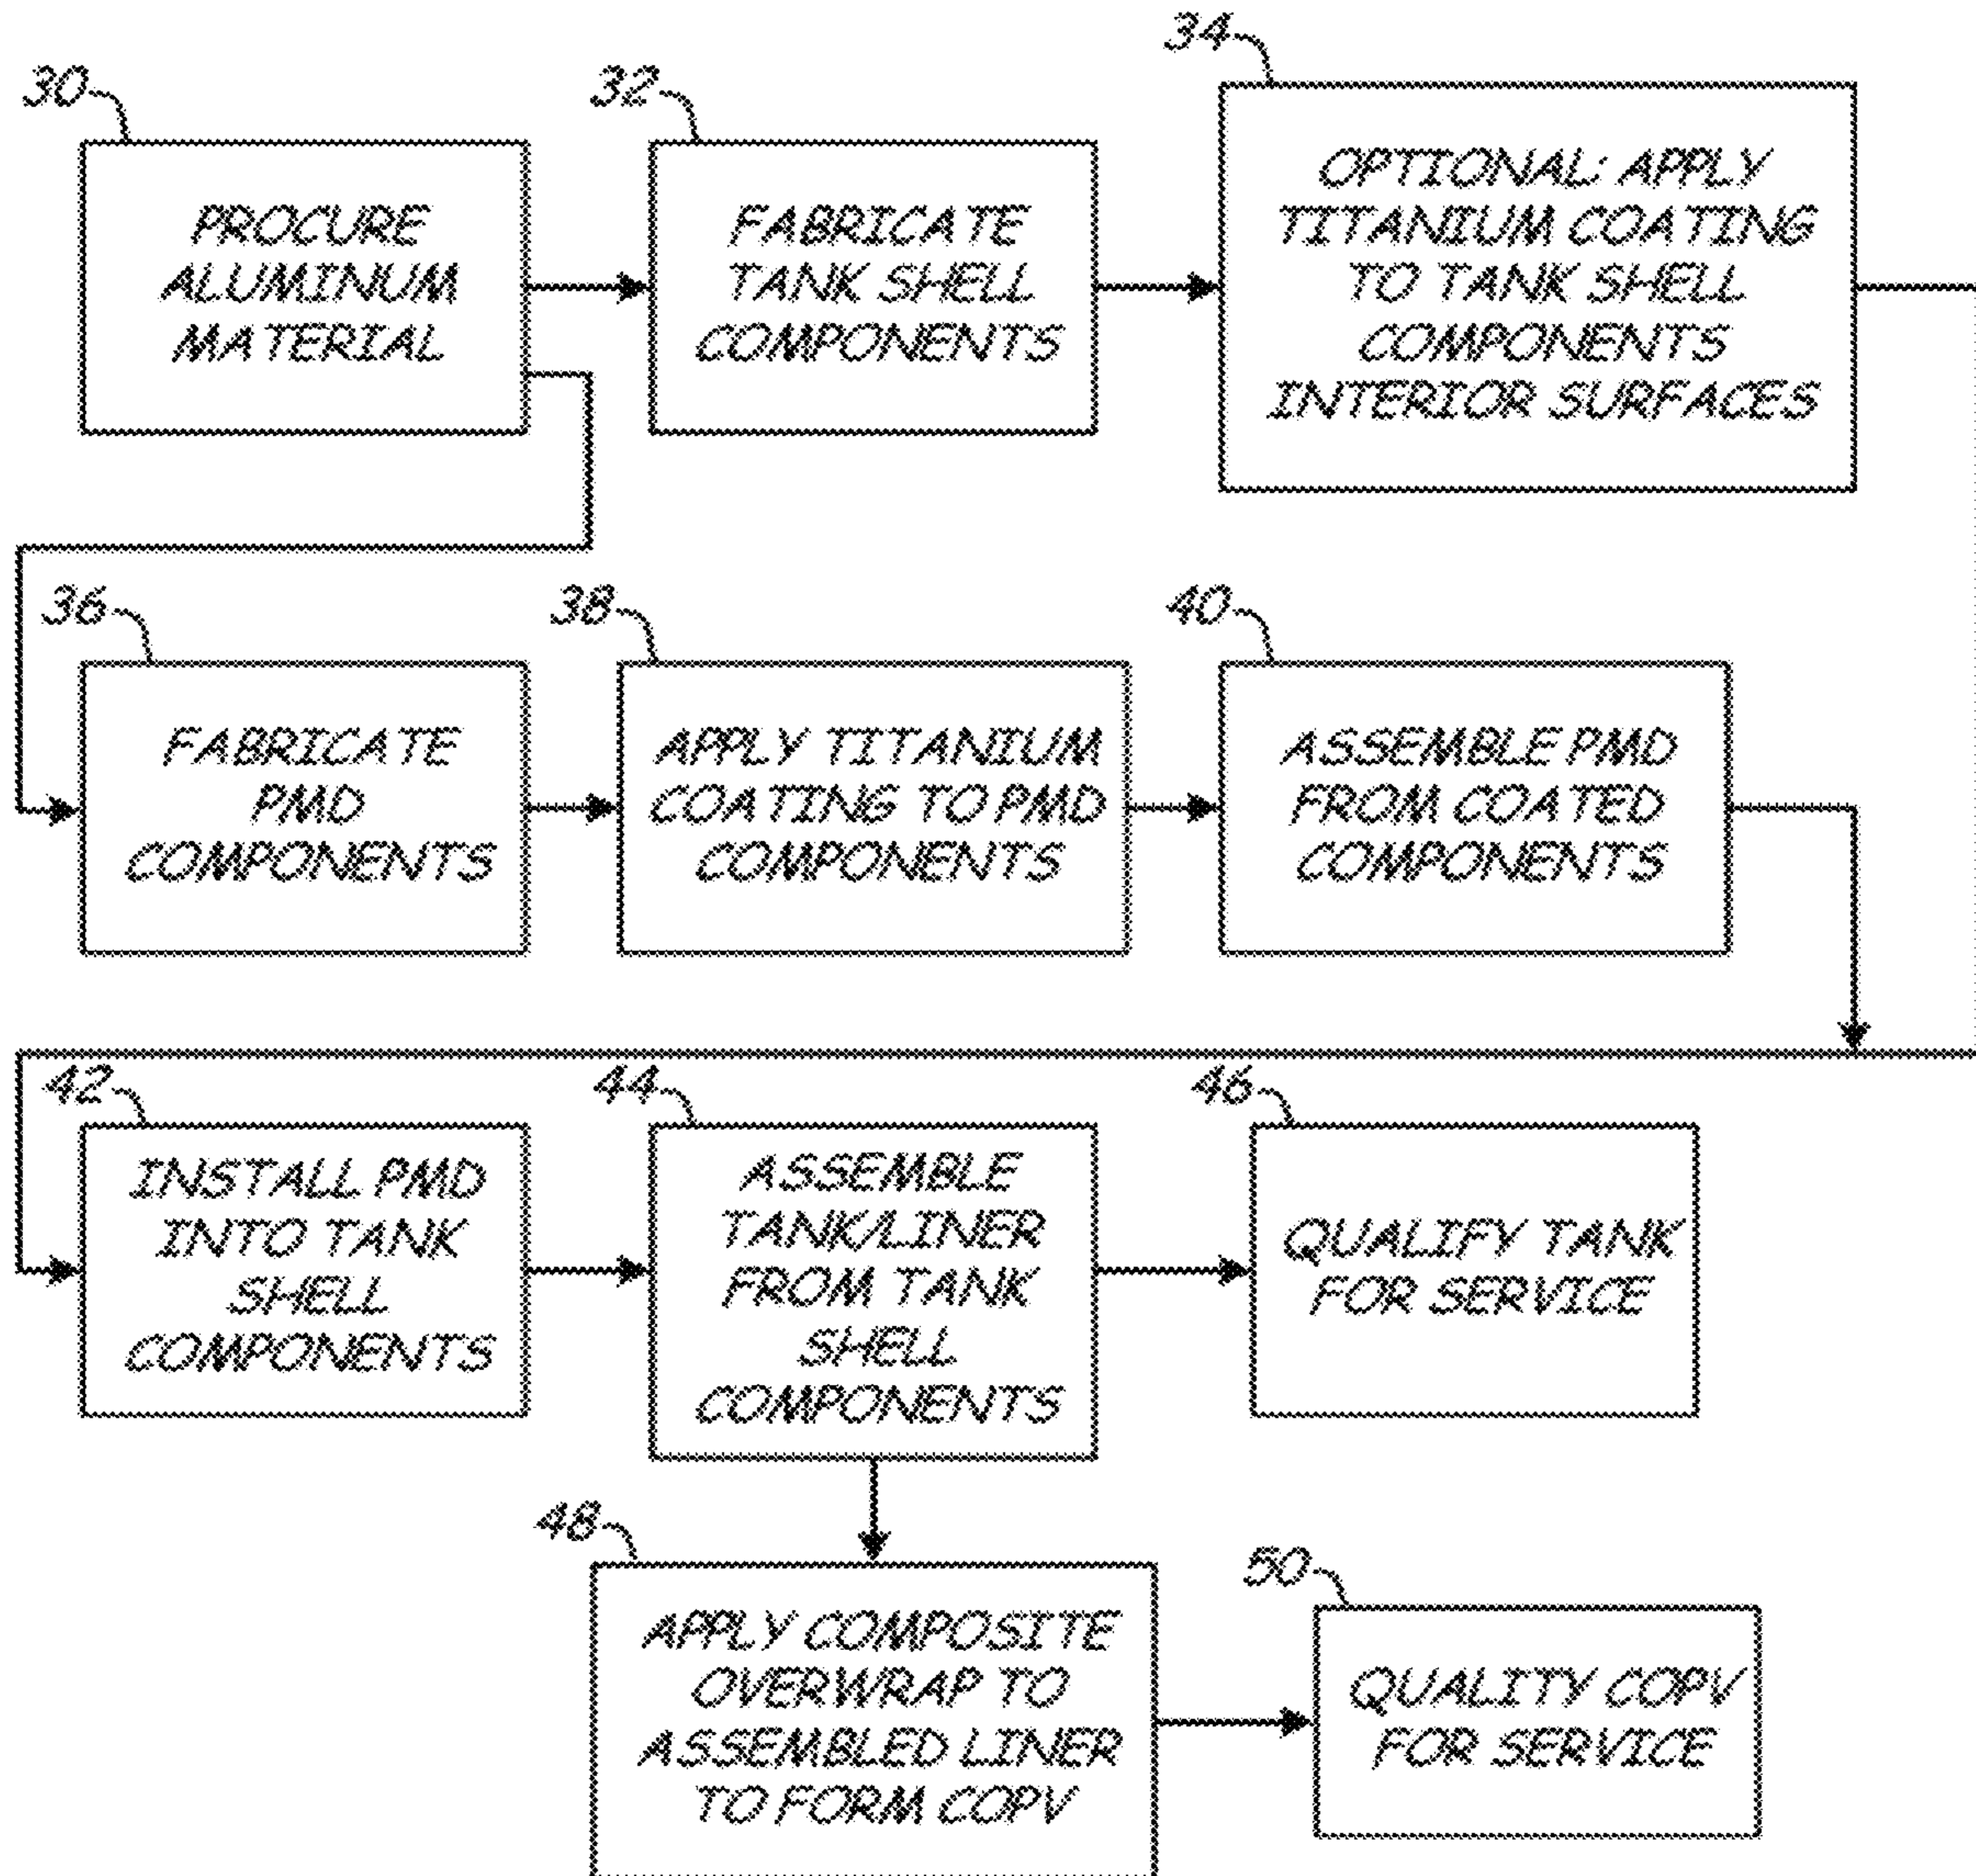 30
PROCURE
ALUMINUM
MATERIAL
32
FABRICATE
TANK SHELL
COMPONENTS
34
OPTIONAL: APPLY
TITANIUM COATING
TO TANK SHELL
COMPONENTS
INTERIOR SURFACES
36
FABRICATE
PMD
COMPONENTS
38
APPLY TITANIUM
COATING TO PMD
COMPONENTS
40
ASSEMBLE PMD
FROM COATED
COMPONENTS
42
INSTALL PMD
INTO TANK
SHELL
COMPONENTS
44
ASSEMBLE
TANK/LINER
FROM TANK
SHELL
COMPONENTS
46
QUALIFY TANK
FOR SERVICE
48
APPLY COMPOSITE
OVERWRAP TO
ASSEMBLED LINER
TO FORM COPV
50
QUALITY COPV
FOR SERVICE